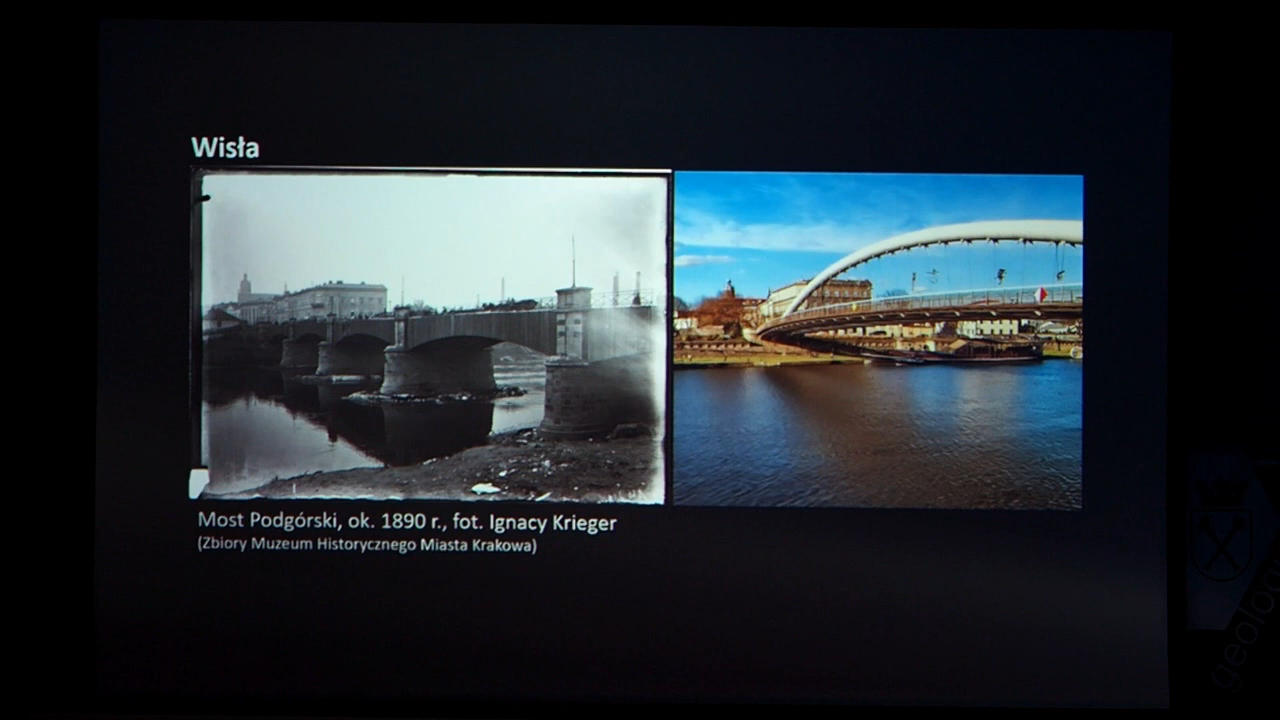 Wisła
Most Podgórski, ok. 1890 r., fot. Ignacy Krieger
(Zbiory Muzeum Historycznego Miasta Krakowa)